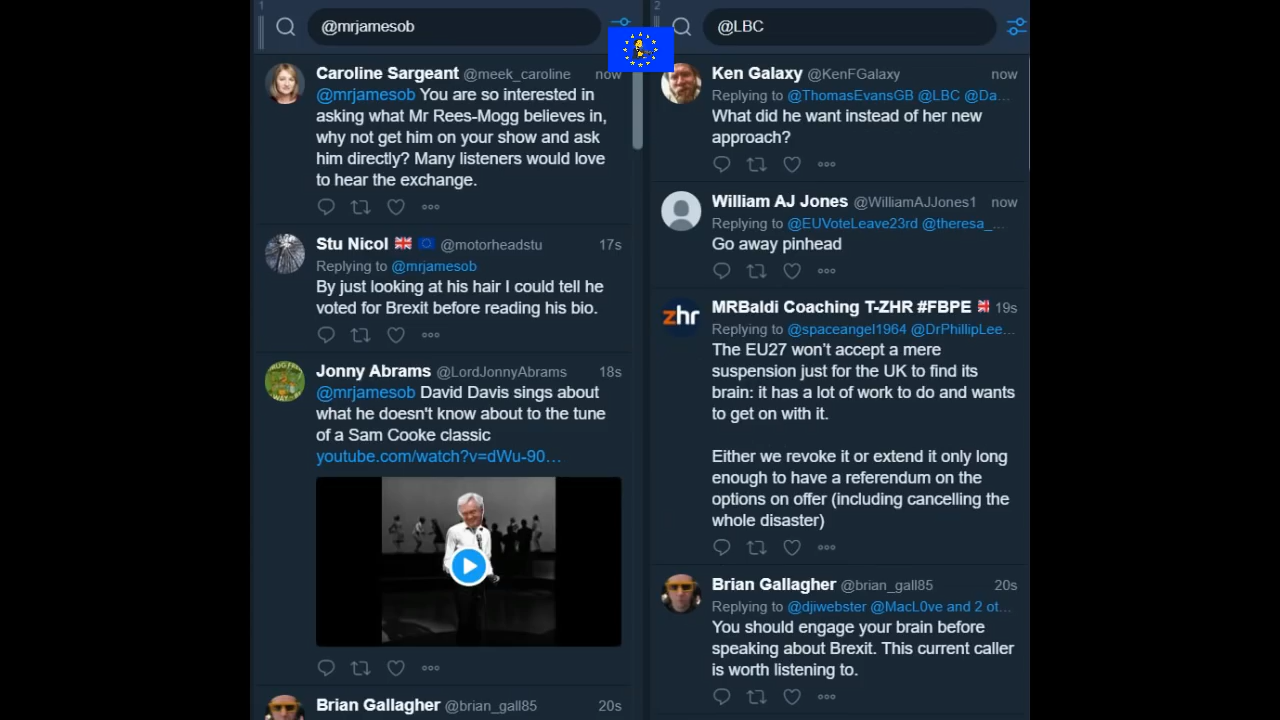 1
@mrjamesob
Caroline Sargeant @meek_caroline now
@mrjamesob You are so interested in
asking what Mr Rees-Mogg believes in,
why not get him on your show and ask
him directly? Many listeners would love
to hear the exchange.
Stu Nicol @motorheadstu 17s
Replying to @mrjamesob
By just looking at his hair I could tell he
voted for Brexit before reading his bio.
Jonny Abrams @LordJonnyAbrams 18s
@mrjamesob David Davis sings about
what he doesn't know about to the tune
of a Sam Cooke classic
youtube.com/watch?v=dWu-90…
Brian Gallagher @brian_gall85 20s
2
@LBC
Ken Galaxy @KenFGalaxy now
Replying to @ThomasEvansGB @LBC @Da…
What did he want instead of her new
approach?
William AJ Jones @WilliamAJJones1 now
Replying to @EUVoteLeave23rd @theresa_…
Go away pinhead
zhr
MRBaldi Coaching T-ZHR #FBPE 19s
Replying to @spaceangel1964 @DrPhillipLee…
The EU27 won't accept a mere
suspension just for the UK to find its
brain: it has a lot of work to do and wants
to get on with it.
Either we revoke it or extend it only long
enough to have a referendum on the
options on offer (including cancelling the
whole disaster)
Brian Gallagher @brian_gall85 20s
Replying to @djiwebster @MacL0ve and 2 ot…
You should engage your brain before
speaking about Brexit. This current caller
is worth listening to.